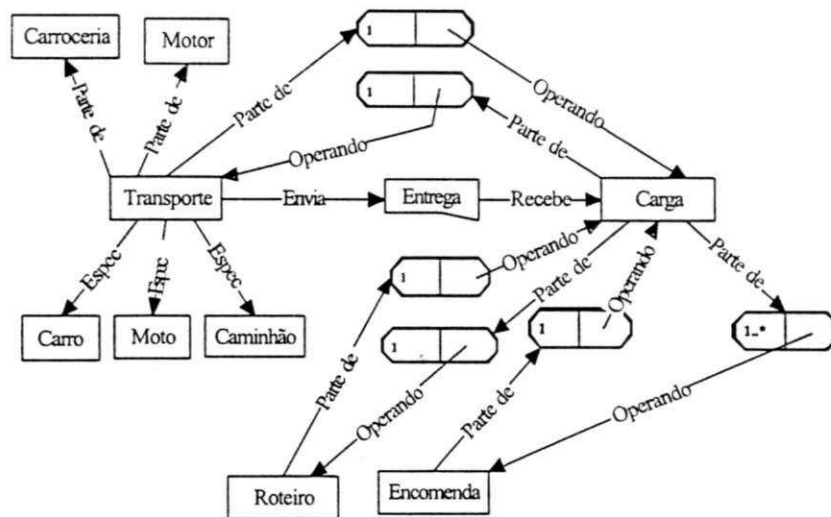 Carroceria
Motor
1
Parte de
Parte de
Parte de
Operando
1
Operando
Parte de
Transporte
Envia
Entrega
Recebe
Carga
Espec
Espec
Espec
1
Operando
Parte de
Operando
Parte de
Carro
Moto
Caminhão
1
1
1..*
Parte de
Operando
Parte de
Operando
Roteiro
Encomenda